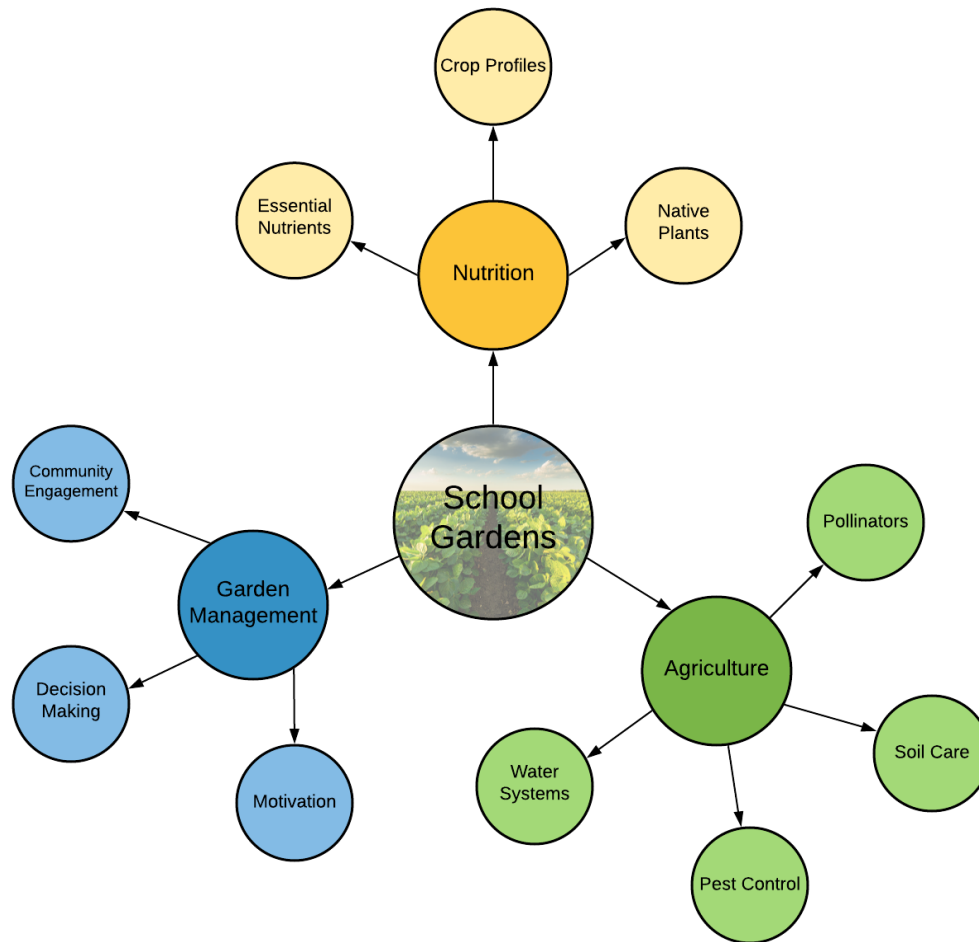 Crop Profiles
Essential
Nutrients
Native
Plants
Nutrition
School
Gardens
Community
Engagement
Garden
Management
Decision
Making
Motivation
Pollinators
Agriculture
Soil Care
Water
Systems
Pest Control